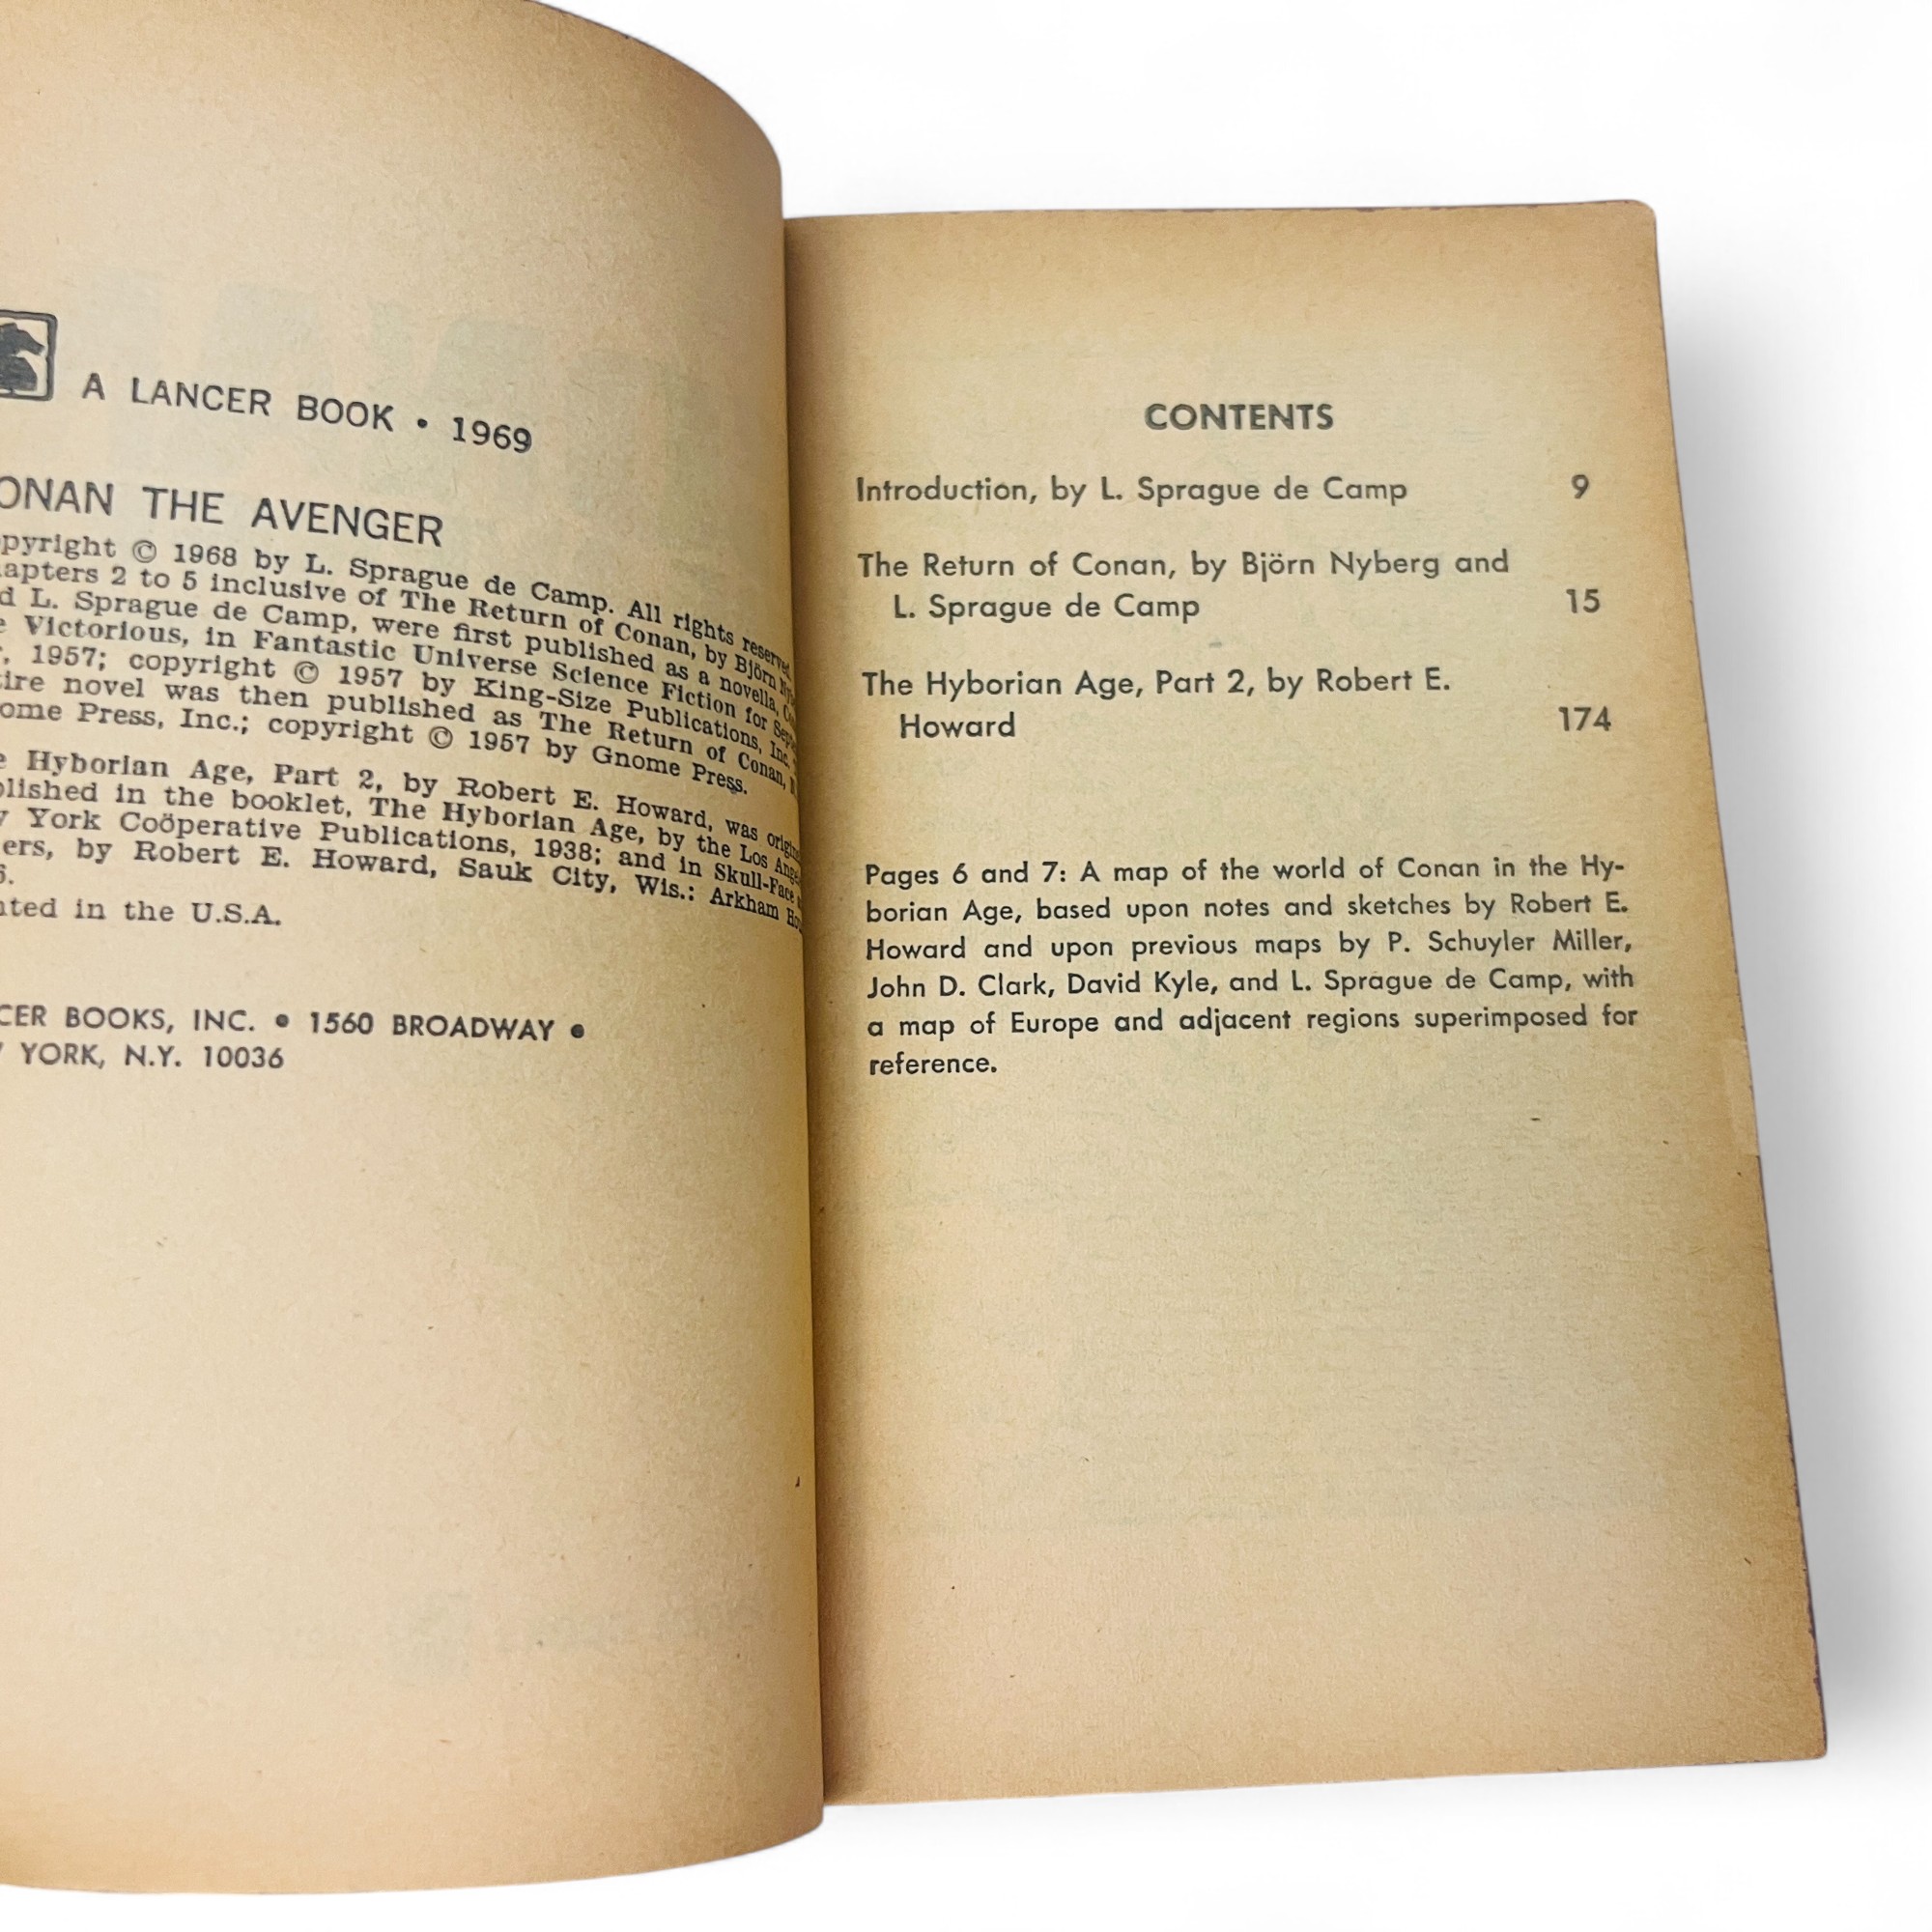 A LANCER BOOK • 1969
ONAN THE AVENGER
opyright © 1968 by L. Sprague de Camp. All rights reserved.
apters 2 to 5 inclusive of The Return of Conan, by Björn
d L. Sprague de Camp, were first published as a novella,
e Victorious, in Fantastic Universe Science Fiction for
, 1957; copyright © 1957 by King-Size Publications, Inc.
tire novel was then published as The Return of Conan,
ome Press, Inc.; copyright © 1957 by Gnome Press.
e Hyborian Age, Part 2, by Robert E. Howard, was
blished in the booklet, The Hyborian Age, by the Los
York Coöperative Publications, 1938; and in Skull-Face
ers, by Robert E. Howard, Sauk City, Wis.: Arkham
6.
nted in the U.S.A.
CER BOOKS, INC. • 1560 BROADWAY •
YORK, N.Y. 10036
CONTENTS
Introduction, by L. Sprague de Camp 9
The Return of Conan, by Björn Nyberg and
L. Sprague de Camp 15
The Hyborian Age, Part 2, by Robert E.
Howard 174
Pages 6 and 7: A map of the world of Conan in the Hy-
borian Age, based upon notes and sketches by Robert E.
Howard and upon previous maps by P. Schuyler Miller,
John D. Clark, David Kyle, and L. Sprague de Camp, with
a map of Europe and adjacent regions superimposed for
reference.